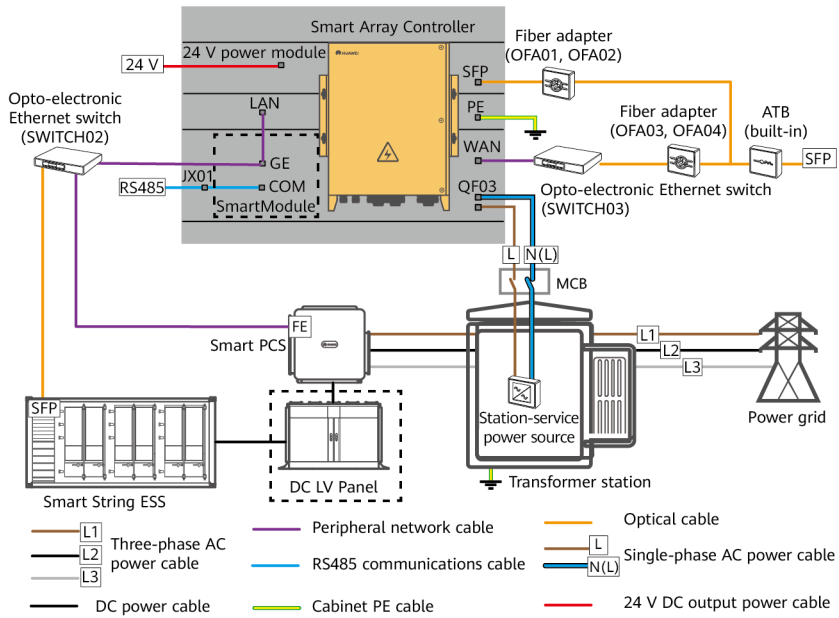 Smart Array Controller
24 V power module
24 V
HUAWEI
SFP
Fiber adapter
(OFA01, OFA02)
Opto-electronic
Ethernet switch
(SWITCH02)
LAN
PE
Fiber adapter
(OFA03, OFA04)
ATB
(built-in)
WAN
GE
SFP
JX01
RS485
COM
SmartModule
QF03
Opto-electronic Ethernet switch
(SWITCH03)
L
N(L)
MCB
FE
Smart PCS
L1
L2
L3
Power grid
SFP
Station-service
power source
DC LV Panel
Transformer station
Smart String ESS
L1
L2
L3
Three-phase AC
power cable
DC power cable
Peripheral network cable
RS485 communications cable
Cabinet PE cable
Optical cable
L
N(L)
Single-phase AC power cable
24 V DC output power cable